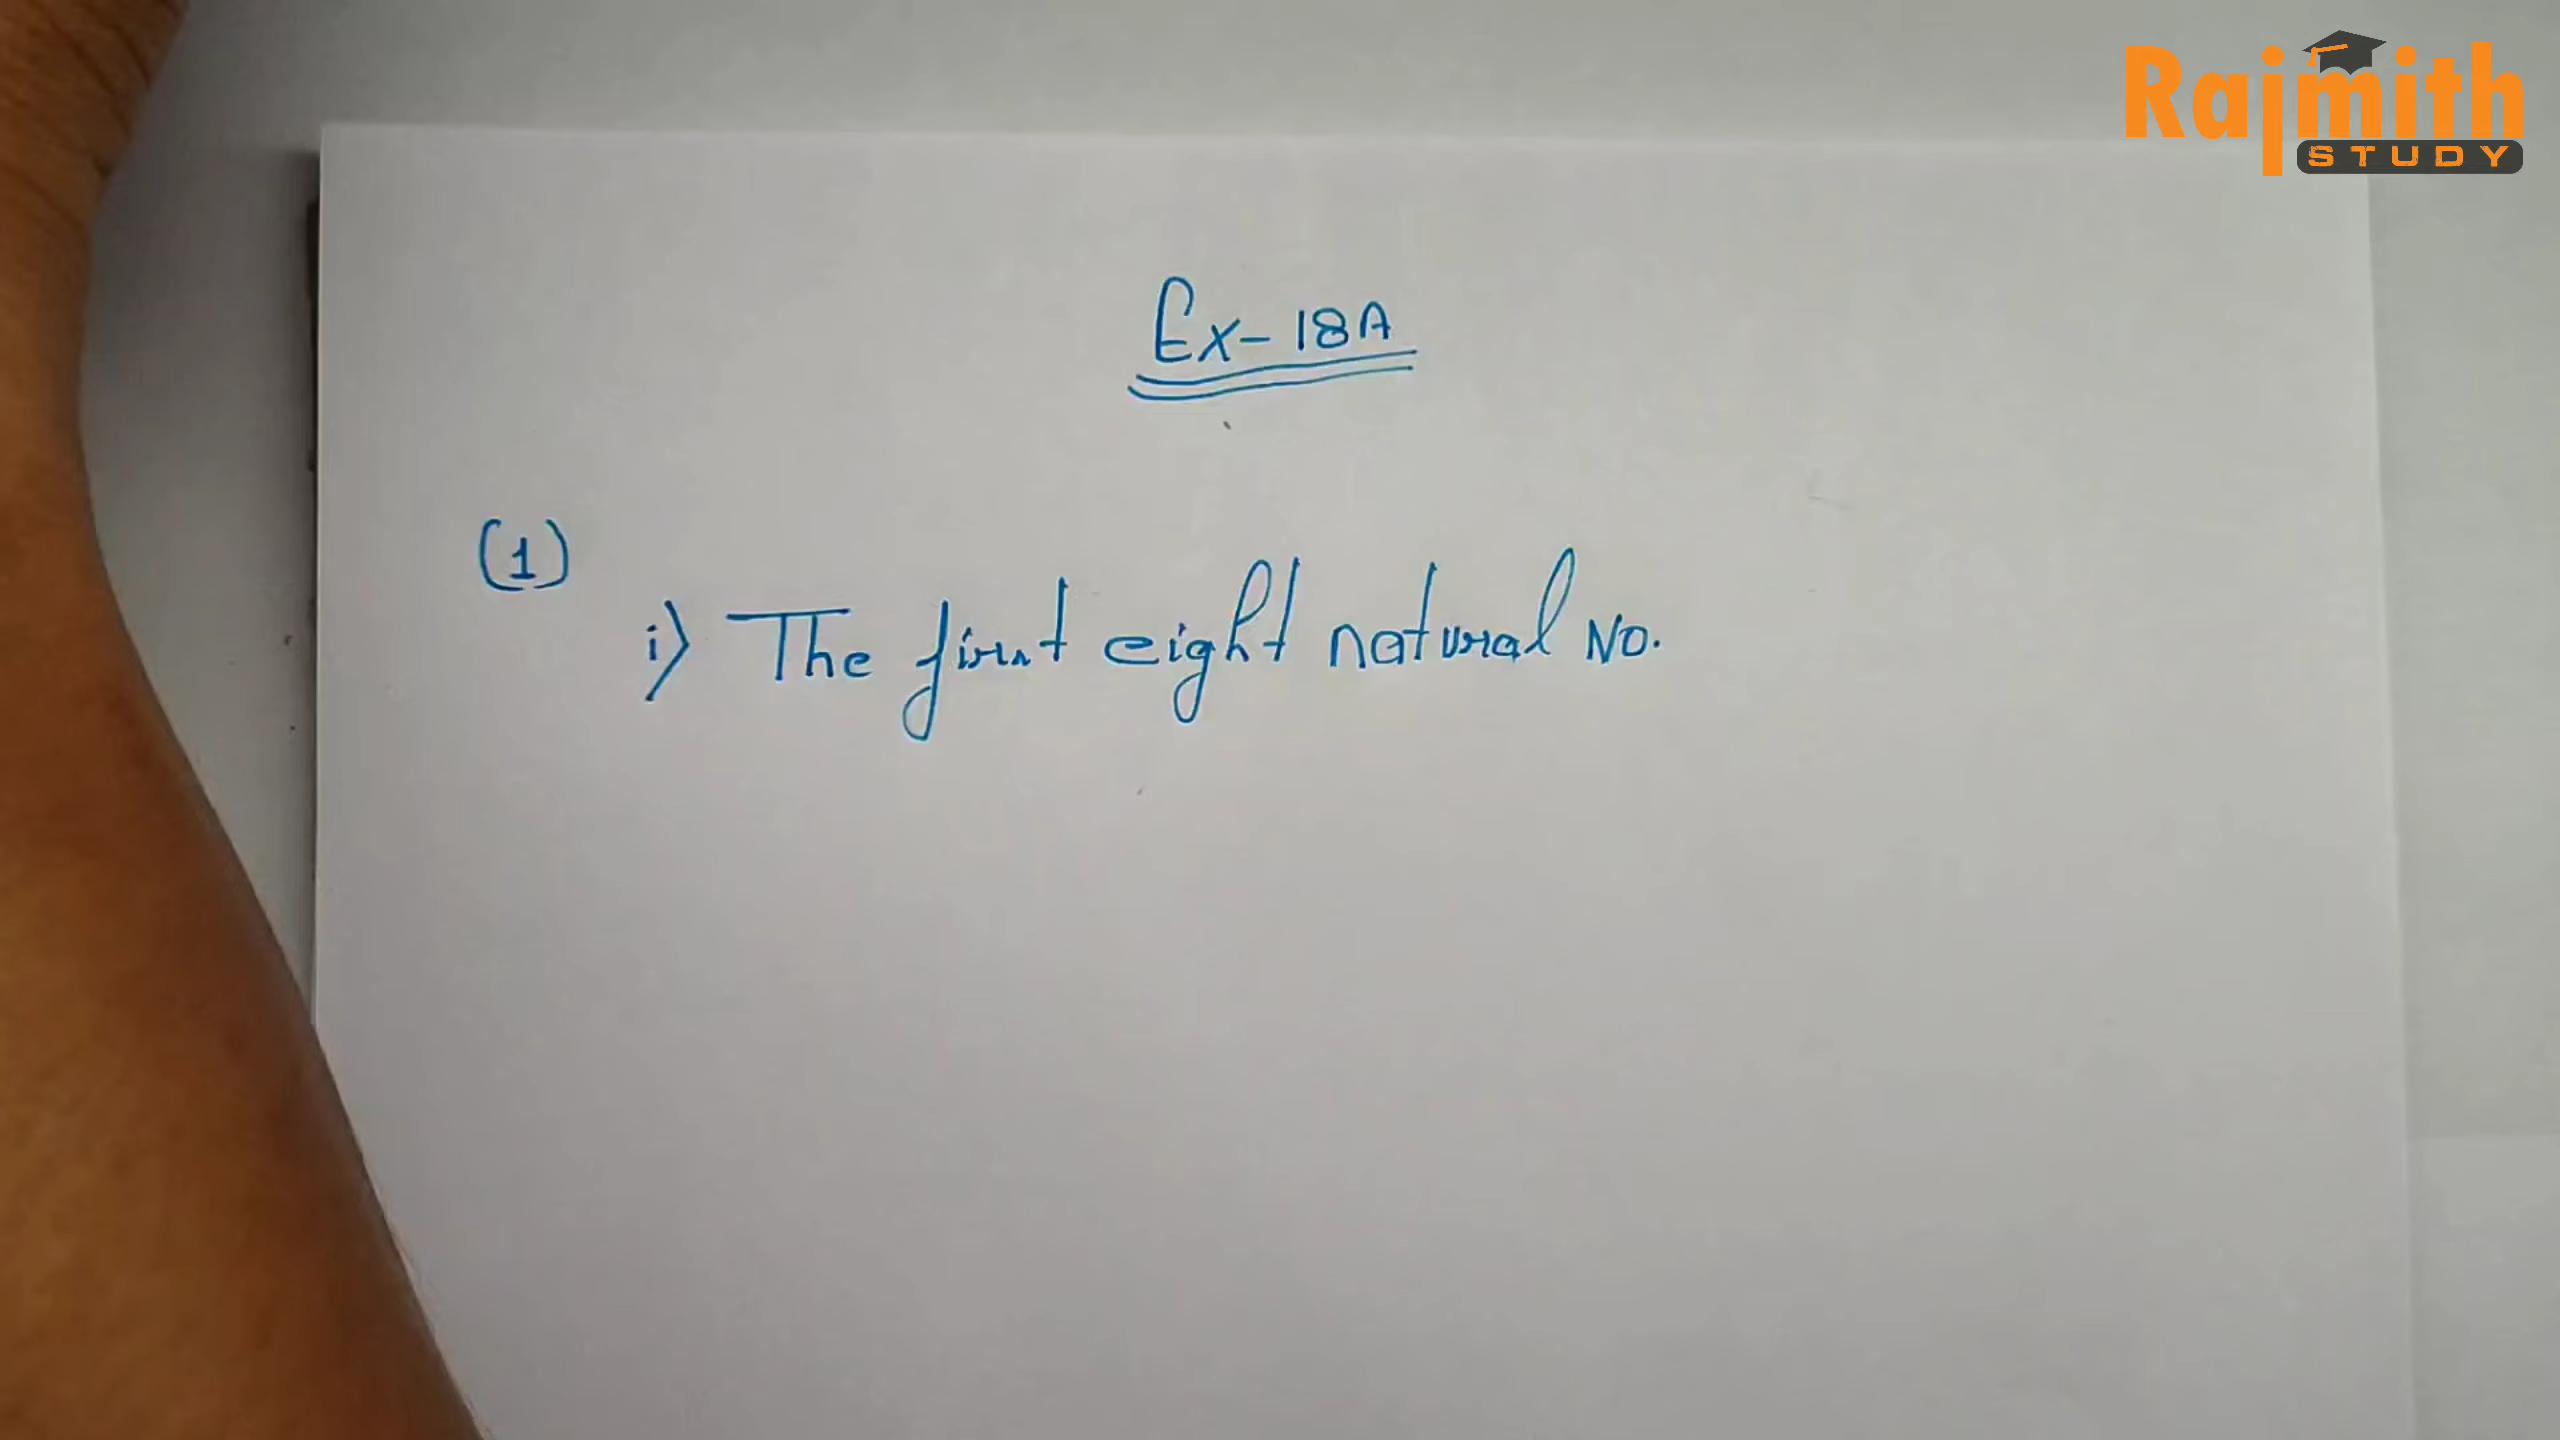 Rajmith
STUDY
Ex-18A
(1)
i) The first eight natural No.